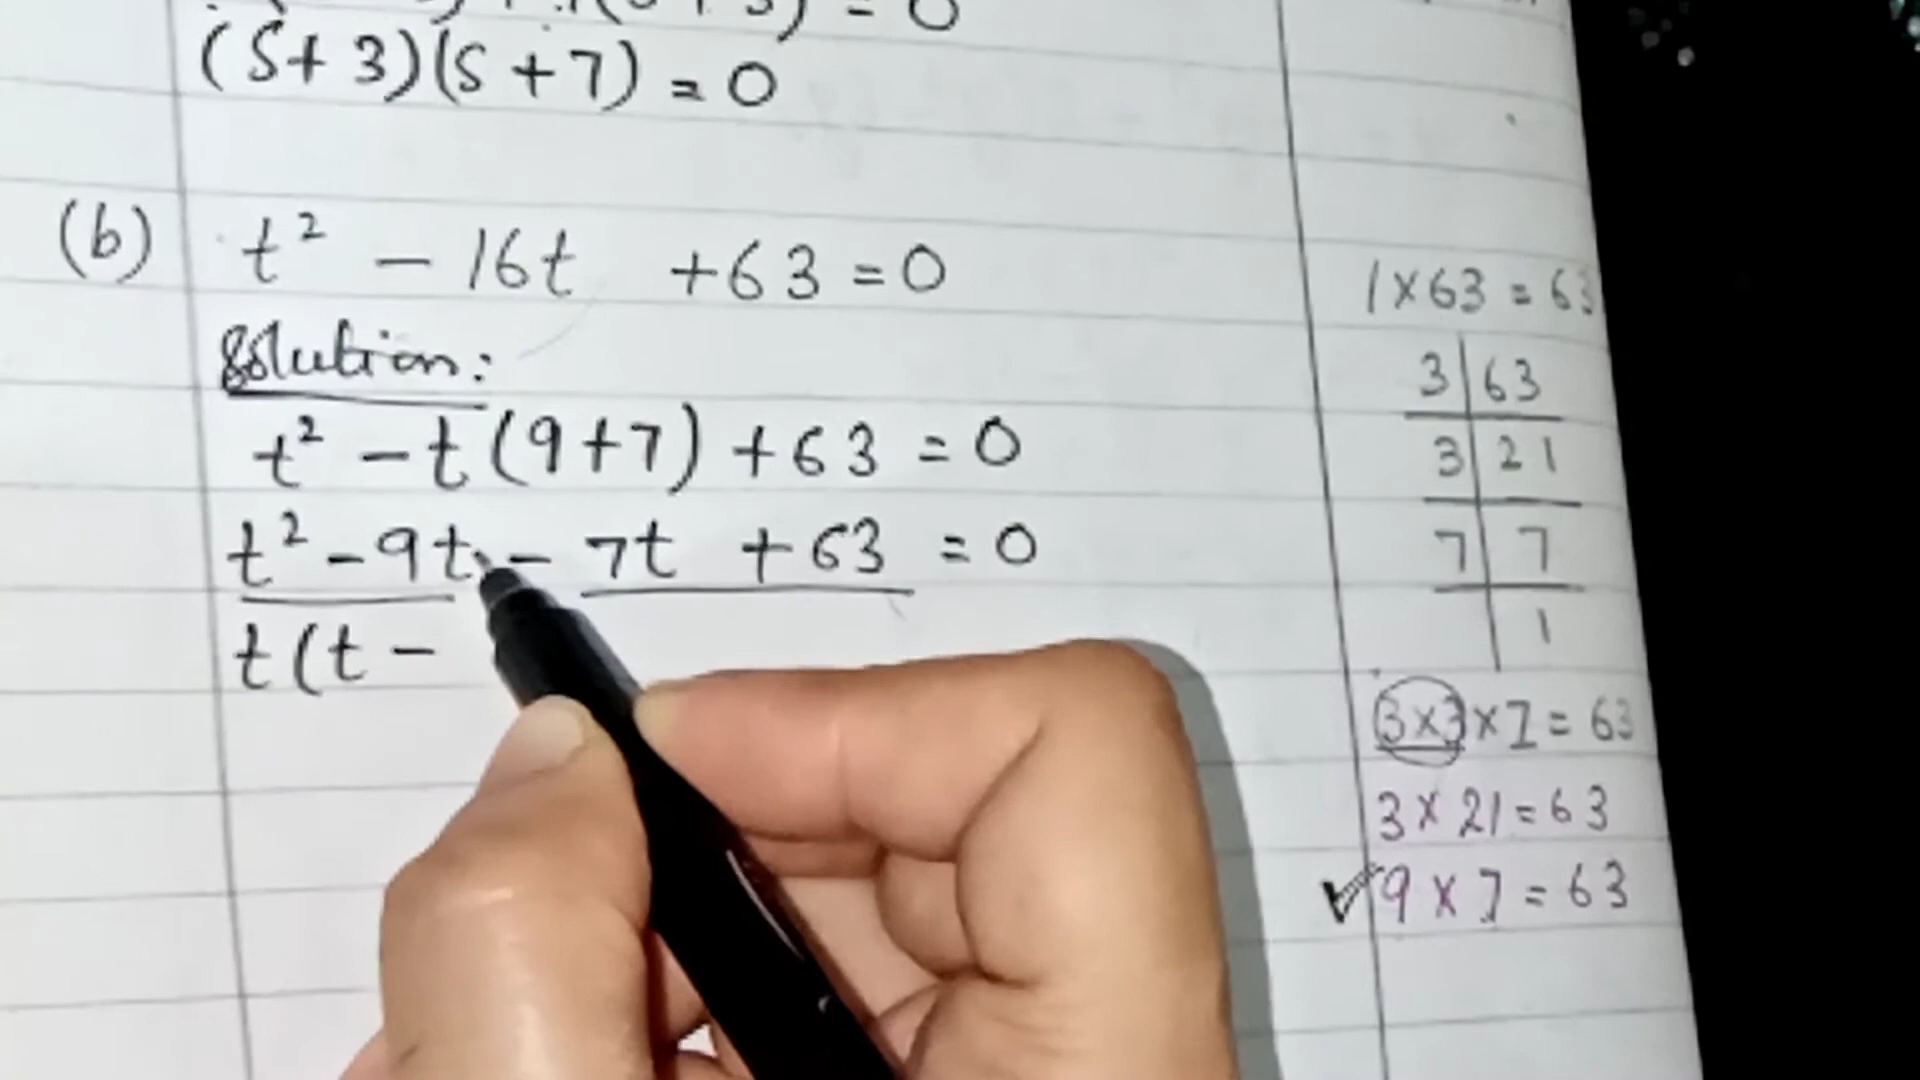 = 0
(S+3)(S+7) = 0
(b) t² - 16t +63 = 0
Solution:
t² - t(9+7) +63 = 0
t² - 9t - 7t +63 = 0
t(t -
1 × 63 = 63
3 | 63
3 | 21
7 | 7
1
3×3×7 = 63
3 × 21 = 63
✓ 9 × 7 = 63